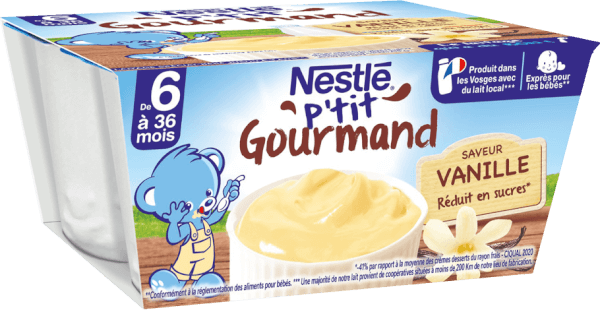 Nestlé
P'tit
Gourmand
De 6
à 36
mois
Produit dans
les Vosges avec
du lait local***
Exprès pour
les bébés**
SAVEUR
VANILLE
Réduit en sucres*
*-41% par rapport à la moyenne des crèmes desserts du rayon frais - CIQUAL 2020
**Conformément à la réglementation des aliments pour bébés. *** Une majorité de notre lait provient de coopératives situées à moins de 200 Km de notre lieu de fabrication.